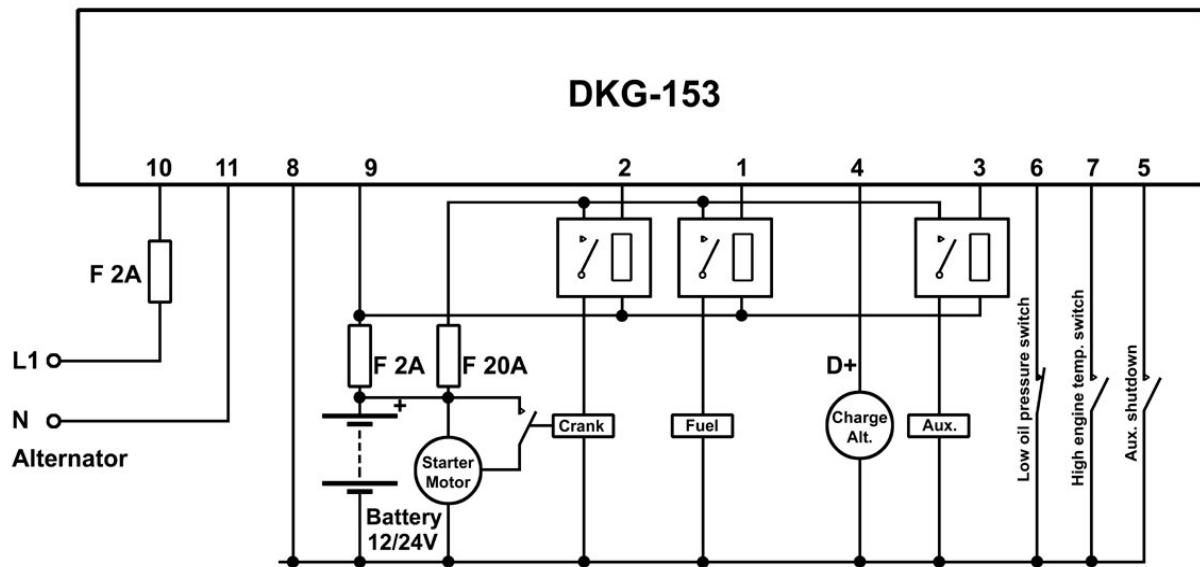 DKG-153
10 11 8 9 2 1 4 3 6 7 5
F 2A
L1
N
Alternator
F 2A
F 20A
+
Battery
12/24V
Starter
Motor
Crank
Fuel
D+
Charge
Alt.
Aux.
Low oil pressure switch
High engine temp. switch
Aux. shutdown